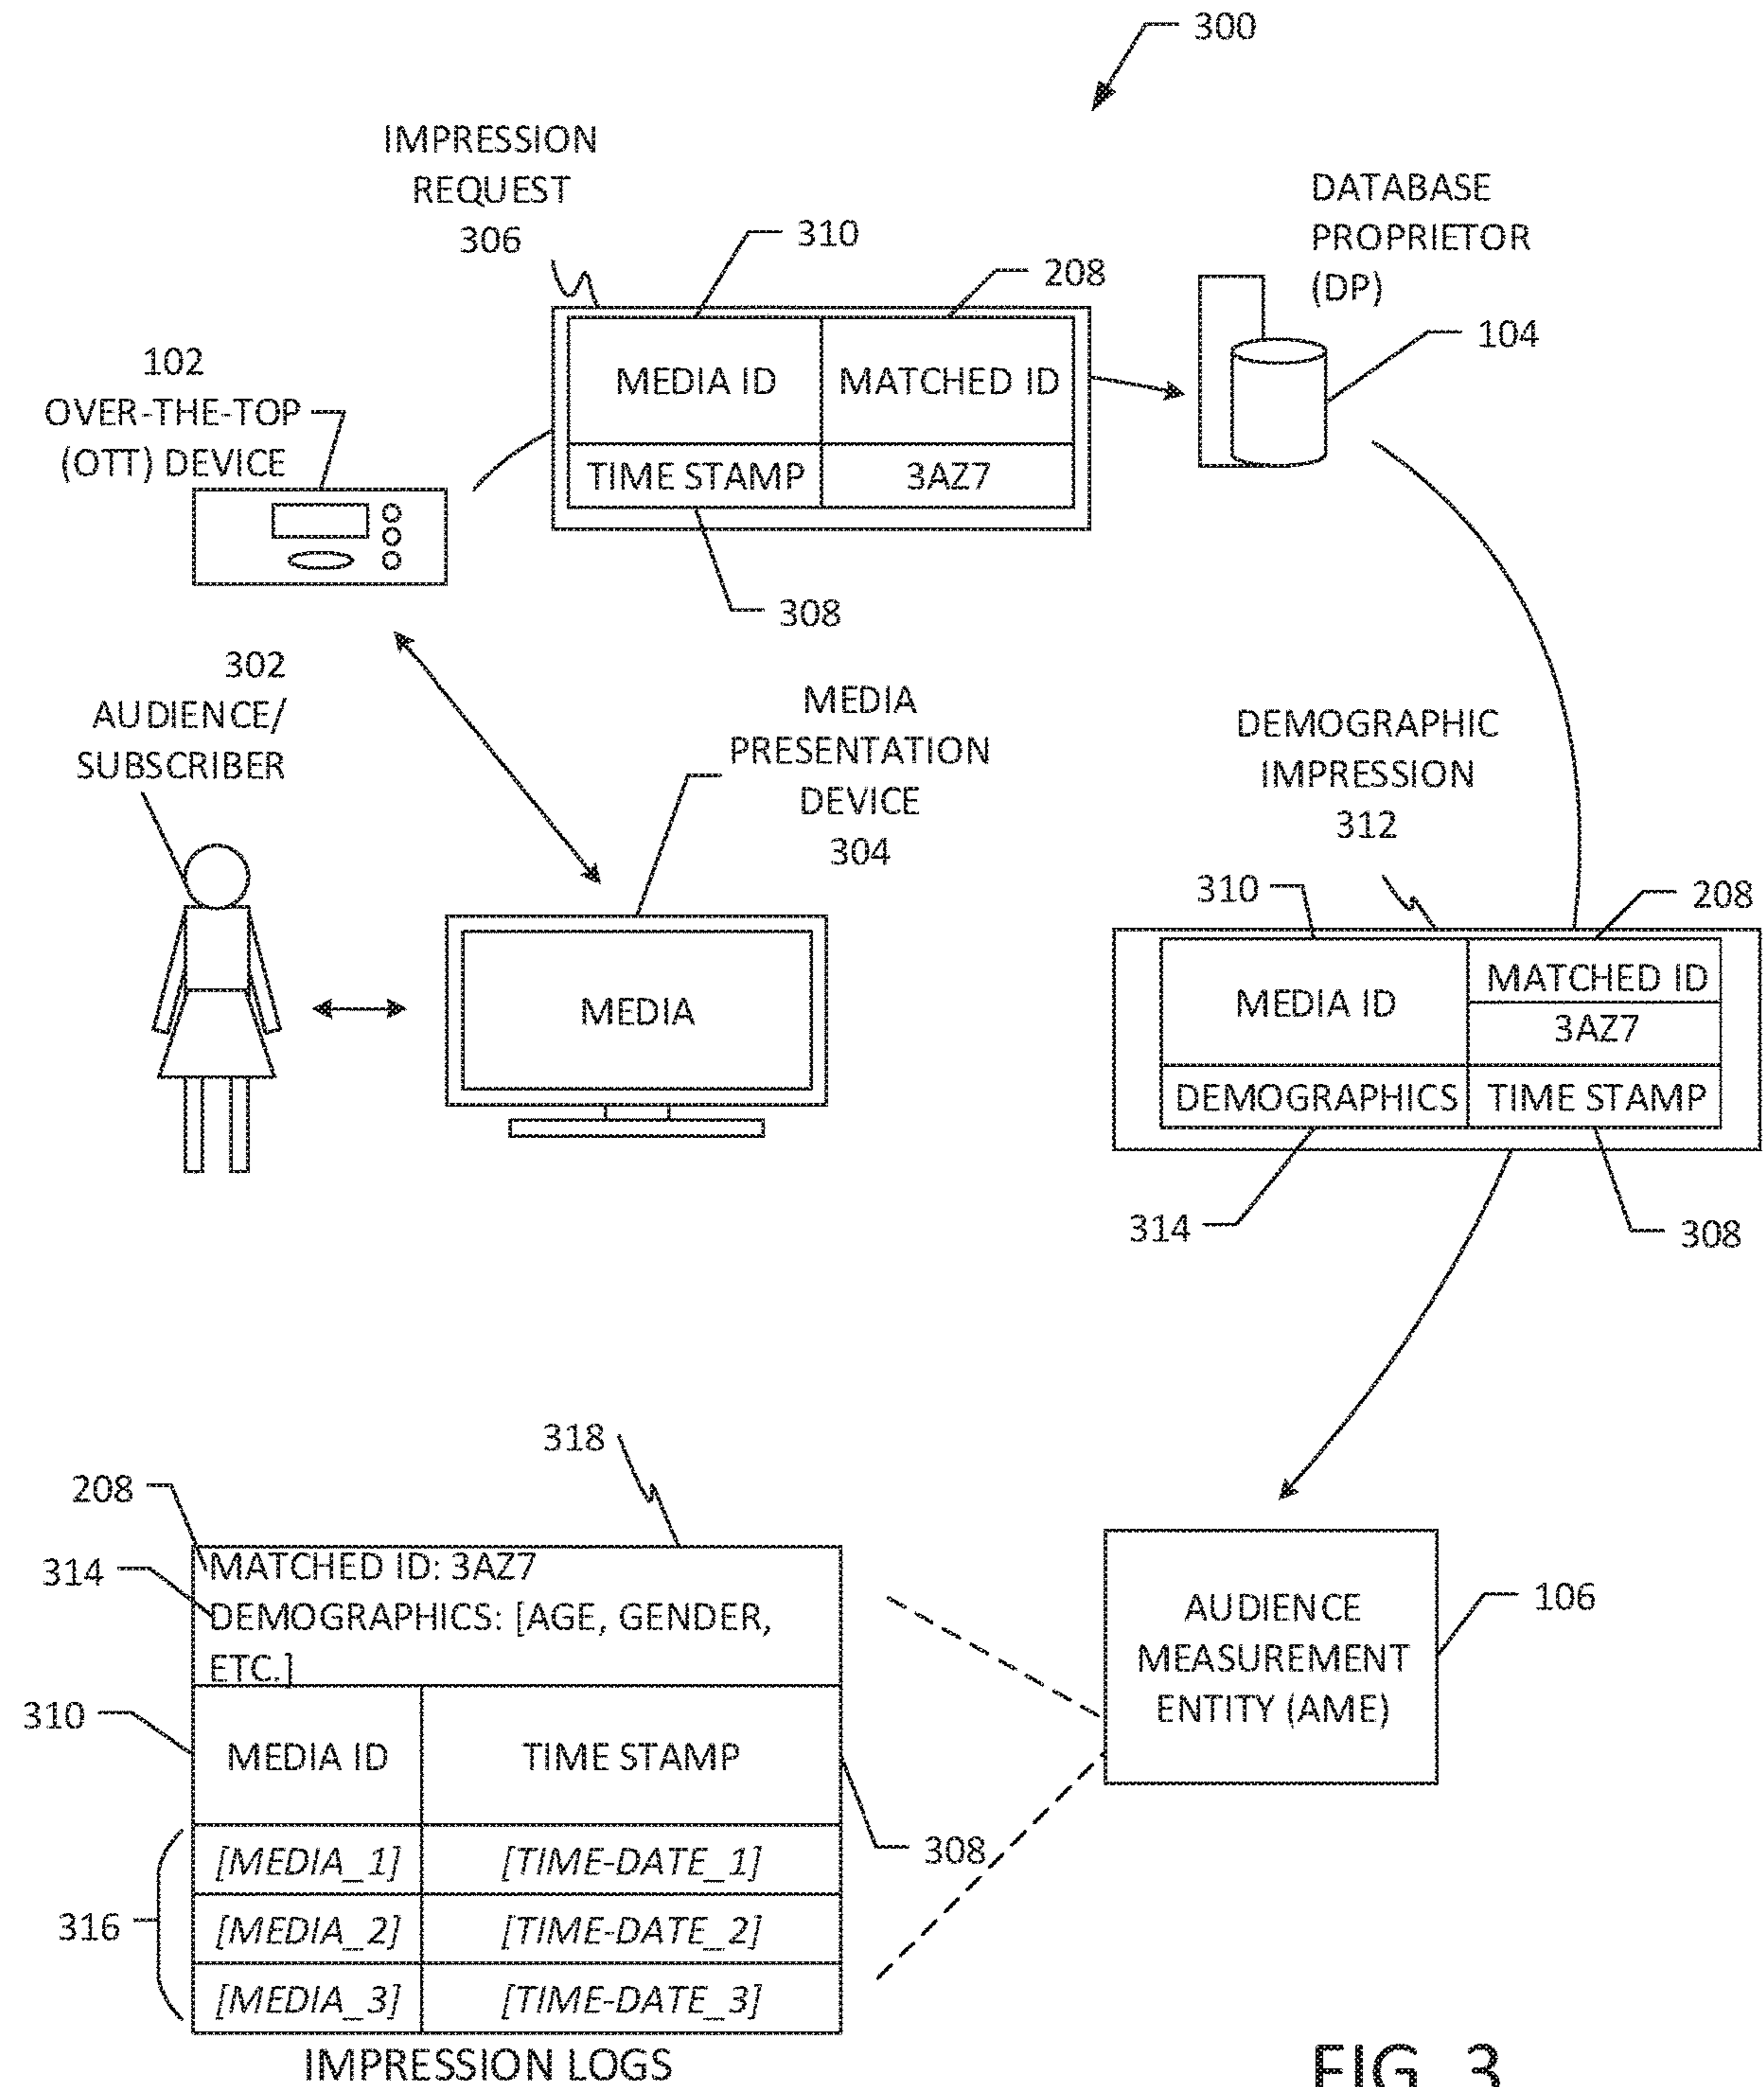 300
IMPRESSION
REQUEST
306
310
208
DATABASE
PROPRIETOR
(DP)
104
102
OVER-THE-TOP
(OTT) DEVICE
MEDIA ID
MATCHED ID
TIME STAMP
3AZ7
308
302
AUDIENCE/
SUBSCRIBER
MEDIA
PRESENTATION
DEVICE
304
MEDIA
DEMOGRAPHIC
IMPRESSION
312
310
208
MEDIA ID
MATCHED ID
3AZ7
DEMOGRAPHICS
TIME STAMP
314
308
318
208
314
MATCHED ID: 3AZ7
DEMOGRAPHICS: [AGE, GENDER,
ETC.]
310
MEDIA ID
TIME STAMP
308
316
[MEDIA_1]
[TIME-DATE_1]
[MEDIA_2]
[TIME-DATE_2]
[MEDIA_3]
[TIME-DATE_3]
IMPRESSION LOGS
AUDIENCE
MEASUREMENT
ENTITY (AME)
106
FIG. 3